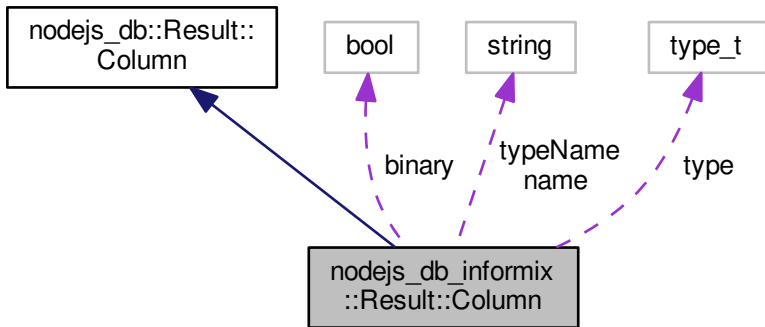 nodejs_db::Result::
Column
bool
string
type_t
binary
typeName
name
type
nodejs_db_informix
::Result::Column